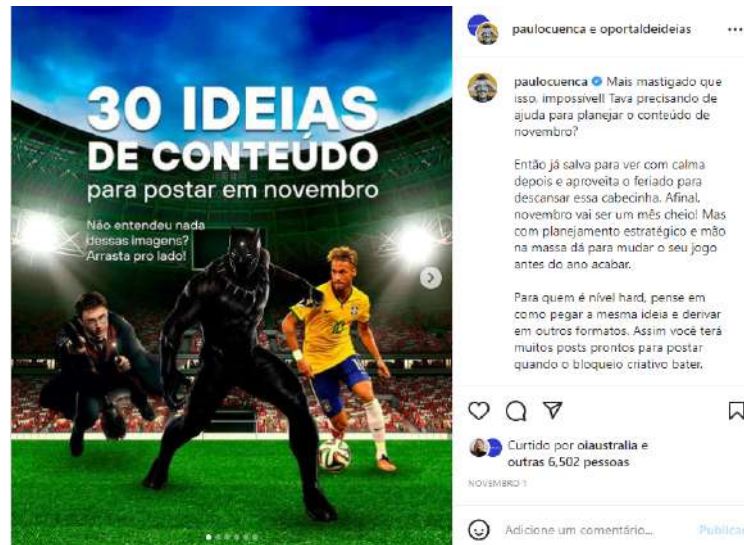 30 IDEIAS
DE CONTEÚDO
para postar em novembro
Não entendeu nada
dessas imagens?
Arrasta pro lado!
10
paulocuenca e oportaldeideias
paulocuenca Mais mastigado que
isso, impossível! Tava precisando de
ajuda para planejar o conteúdo de
novembro?
Então já salva para ver com calma
depois e aproveita o feriado para
descansar essa cabecinha. Afinal,
novembro vai ser um mês cheio! Mas
com planejamento estratégico e mão
na massa dá para mudar o seu jogo
antes do ano acabar.
Para quem é nível hard, pense em
como pegar a mesma ideia e derivar
em outros formatos. Assim você terá
muitos posts prontos para postar
quando o bloqueio criativo bater.
Curtido por oiaustralia e
outras 6,502 pessoas
NOVEMBRO 1
Adicione um comentário... Publicar